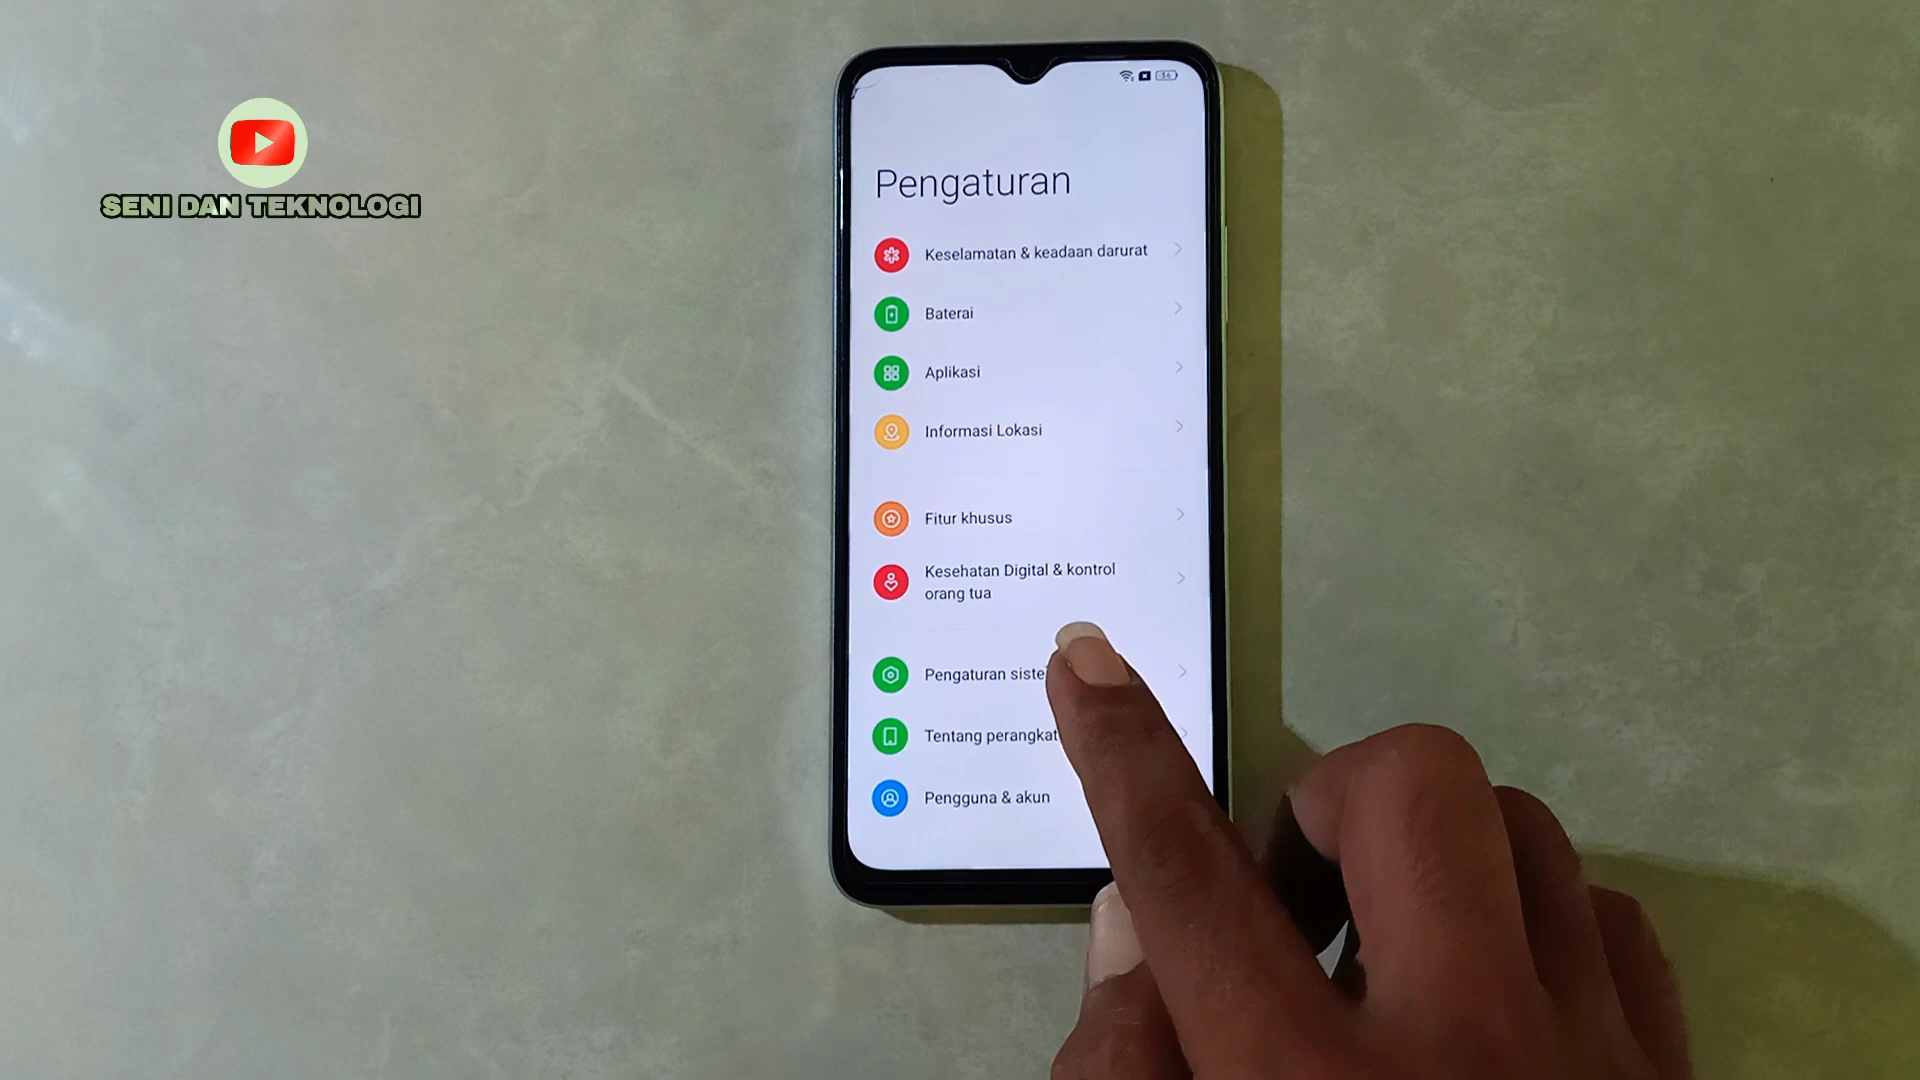 SENI DAN TEKNOLOGI
56
Pengaturan
Keselamatan & keadaan darurat
Baterai
Aplikasi
Informasi Lokasi
Fitur khusus
Kesehatan Digital & kontrol
orang tua
Pengaturan siste
Tentang perangkat
Pengguna & akun